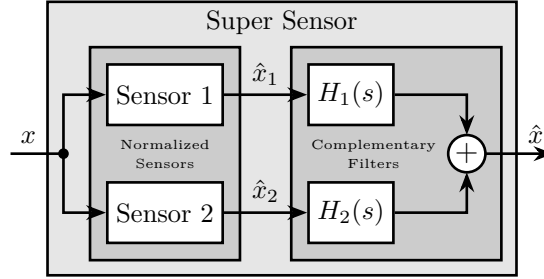 Super Sensor
Sensor 1
x̂₁
H₁(s)
x
Normalized
Sensors
Complementary
Filters
+
x̂
Sensor 2
x̂₂
H₂(s)